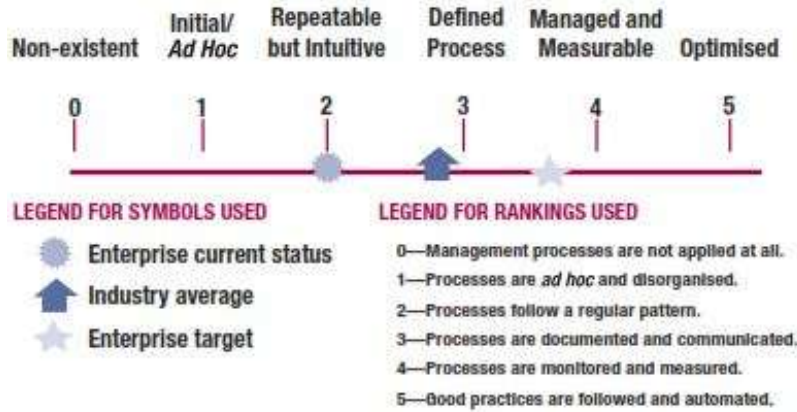 Non-existent
Initial/
Ad Hoc
Repeatable
but Intuitive
Defined
Process
Managed and
Measurable
Optimised
0 1 2 3 4 5
LEGEND FOR SYMBOLS USED
Enterprise current status
Industry average
Enterprise target
LEGEND FOR RANKINGS USED
0—Management processes are not applied at all.
1—Processes are ad hoc and disorganised.
2—Processes follow a regular pattern.
3—Processes are documented and communicated.
4—Processes are monitored and measured.
5—Good practices are followed and automated.